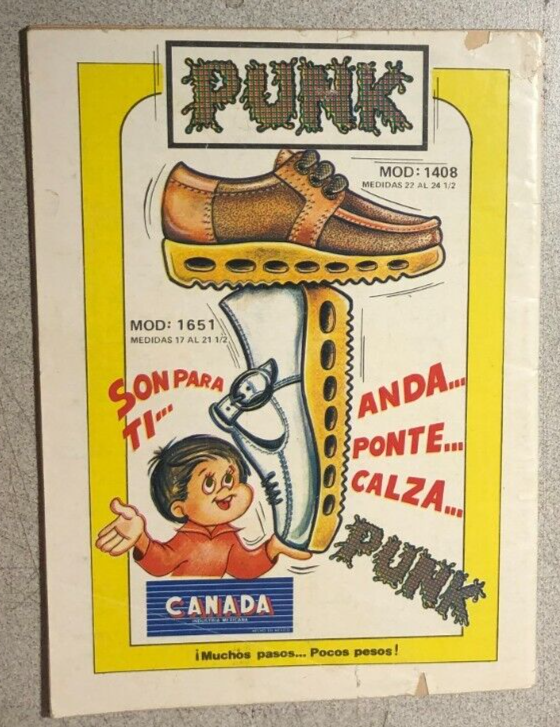 PUNK
MOD: 1408
MEDIDAS 22 AL 24 1/2
MOD: 1651
MEDIDAS 17 AL 21 1/2
SON PARA
TI...
ANDA...
PONTE...
CALZA...
PUNK
CANADA
INDUSTRIA MEXICANA
¡Muchos pasos... Pocos pesos!